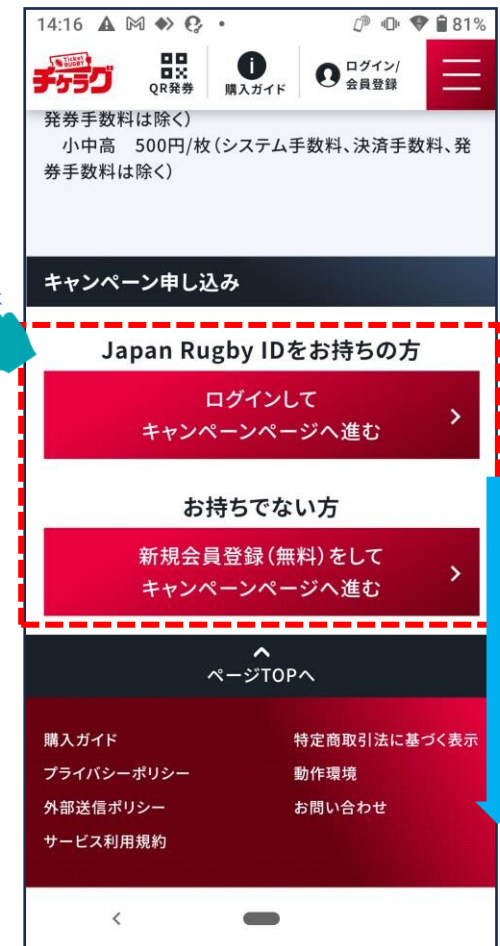 14:16
81%
Ticket RUGBY
チケラグ
QR発券
購入ガイド
ログイン/
会員登録
発券手数料は除く)
小中高 500円/枚(システム手数料、決済手数料、発
券手数料は除く)
キャンペーン申し込み
Japan Rugby IDをお持ちの方
ログインして
キャンペーンページへ進む
お持ちでない方
新規会員登録(無料)をして
キャンペーンページへ進む
ページTOPへ
購入ガイド
特定商取引法に基づく表示
プライバシーポリシー
動作環境
外部送信ポリシー
お問い合わせ
サービス利用規約